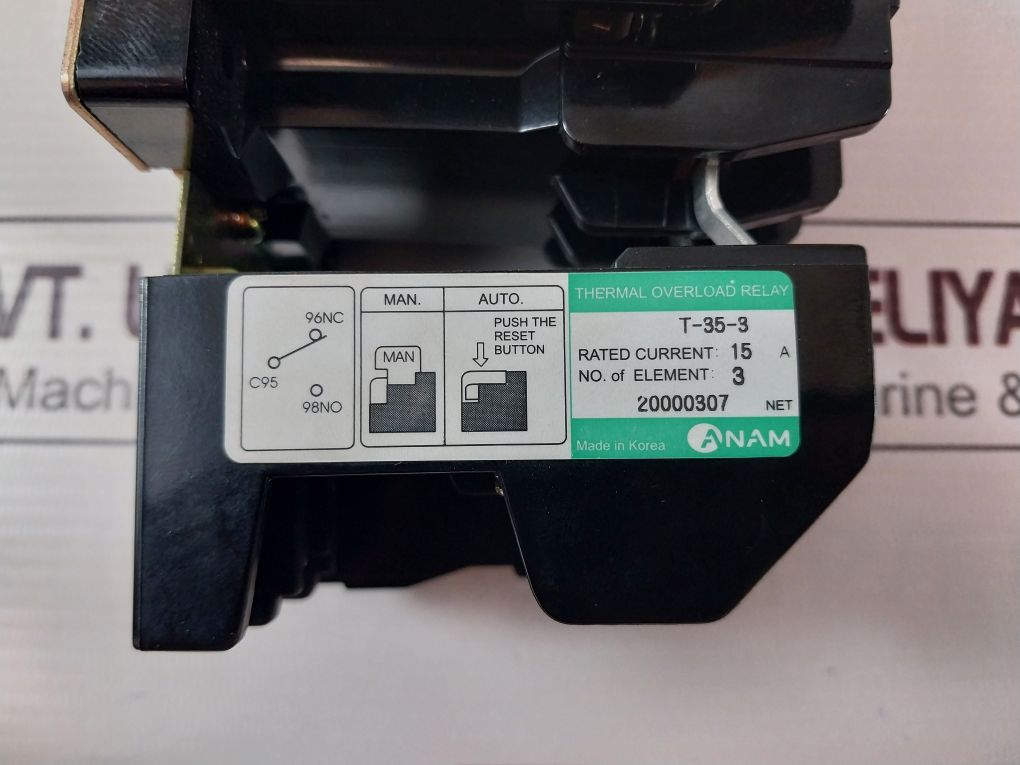 96NC
C95
98NO
MAN.
MAN
AUTO.
PUSH THE
RESET
BUTTON
THERMAL OVERLOAD RELAY
T-35-3
RATED CURRENT: 15 A
NO. of ELEMENT: 3
20000307 NET
Made in Korea ANAM
VT.
Mach
ELIYA
rine &